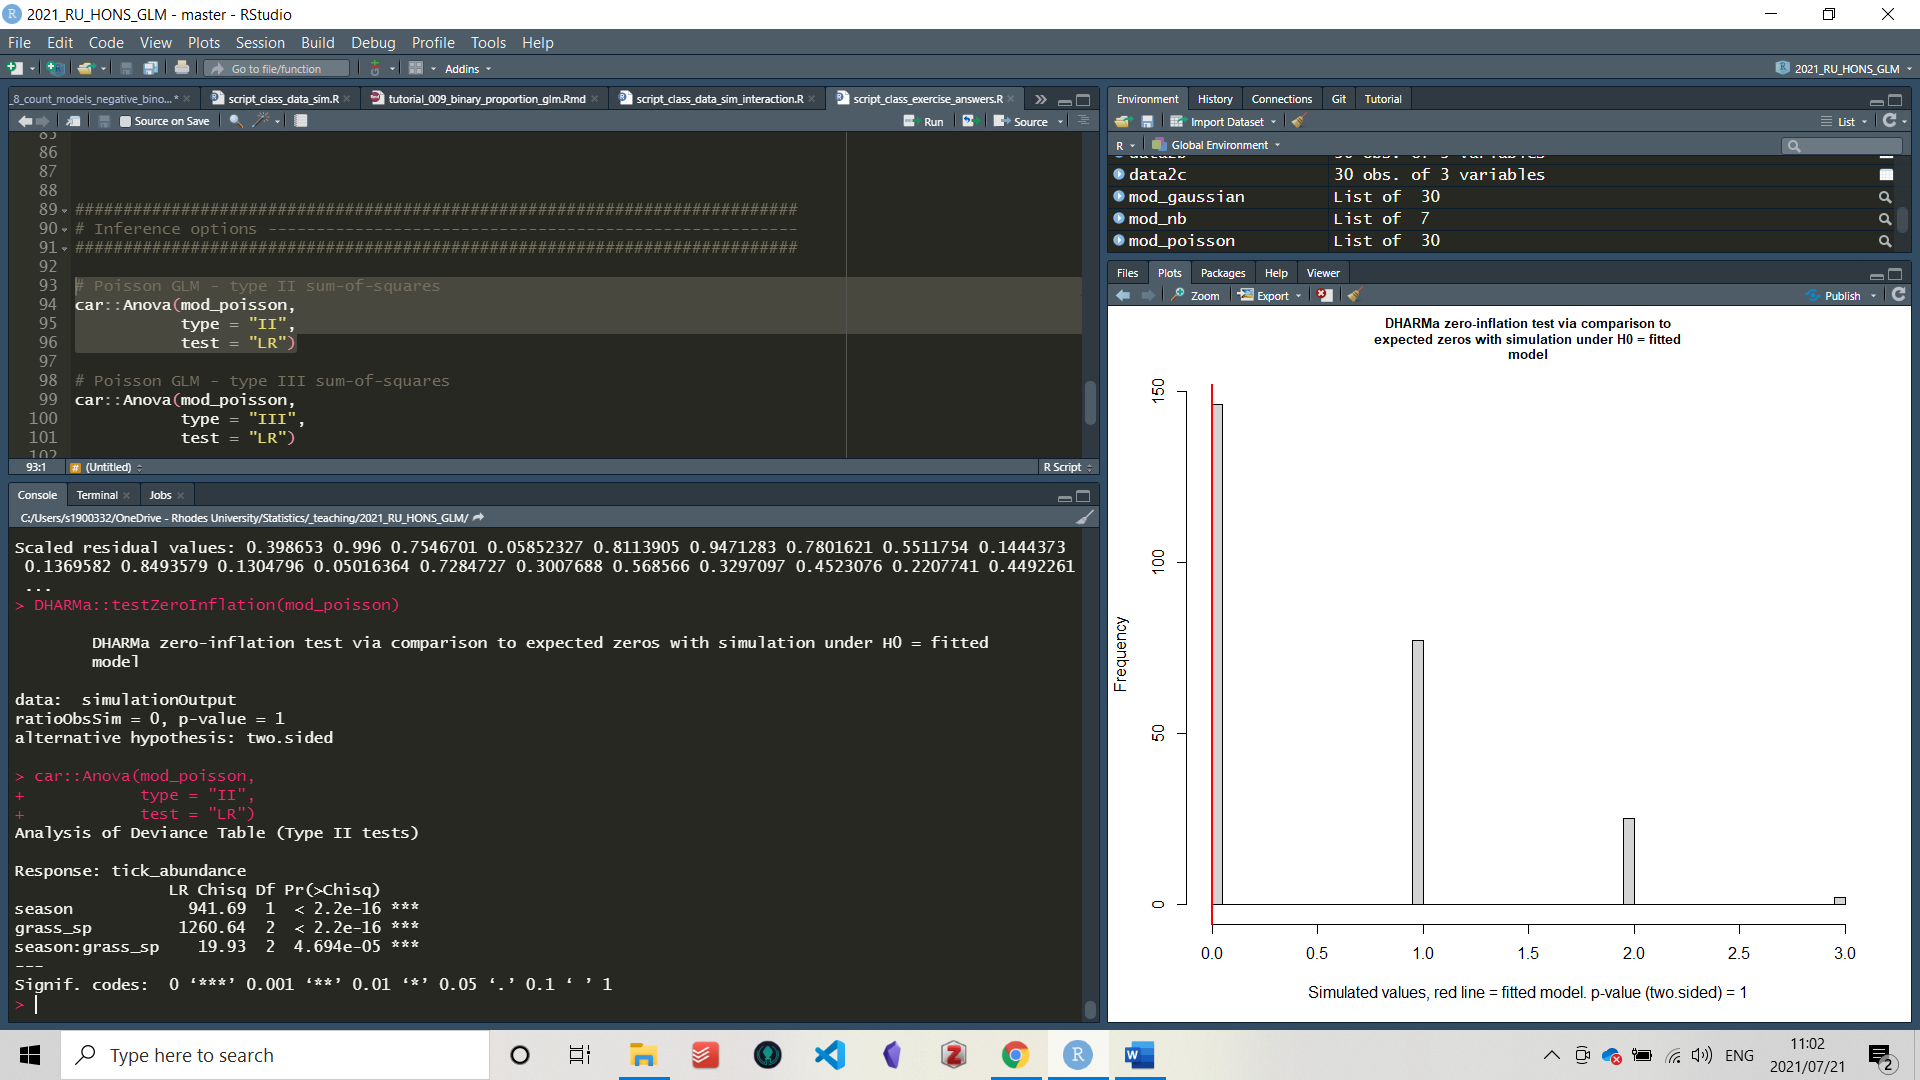 2021_RU_HONS_GLM - master - RStudio
File Edit Code View Plots Session Build Debug Profile Tools Help
Go to file/function Addins 2021_RU_HONS_GLM
_8_count_models_negative_bino...* script_class_data_sim.R tutorial_009_binary_proportion_glm.Rmd script_class_data_sim_interaction.R script_class_exercise_answers.R
Source on Save Run Source
85
86
87
88
89 ###########################################################################
90 # Inference options -------------------------------------------------------
91 ###########################################################################
92
93 # Poisson GLM - type II sum-of-squares
94 car::Anova(mod_poisson,
95 type = "II",
96 test = "LR")
97
98 # Poisson GLM - type III sum-of-squares
99 car::Anova(mod_poisson,
100 type = "III",
101 test = "LR")
102
93:1 (Untitled) R Script
Console Terminal Jobs
C:/Users/s1900332/OneDrive - Rhodes University/Statistics/_teaching/2021_RU_HONS_GLM/
Scaled residual values: 0.398653 0.996 0.7546701 0.05852327 0.8113905 0.9471283 0.7801621 0.5511754 0.1444373
0.1369582 0.8493579 0.1304796 0.05016364 0.7284727 0.3007688 0.568566 0.3297097 0.4523076 0.2207741 0.4492261
...
> DHARMa::testZeroInflation(mod_poisson)
DHARMa zero-inflation test via comparison to expected zeros with simulation under H0 = fitted
model
data: simulationOutput
ratioObsSim = 0, p-value = 1
alternative hypothesis: two.sided
> car::Anova(mod_poisson,
+ type = "II",
+ test = "LR")
Analysis of Deviance Table (Type II tests)
Response: tick_abundance
LR Chisq Df Pr(>Chisq)
season 941.69 1 < 2.2e-16 ***
grass_sp 1260.64 2 < 2.2e-16 ***
season:grass_sp 19.93 2 4.694e-05 ***
---
Signif. codes: 0 ‘***’ 0.001 ‘**’ 0.01 ‘*’ 0.05 ‘.’ 0.1 ‘ ’ 1
>
Environment History Connections Git Tutorial
Import Dataset List
R Global Environment
data2b 30 obs. of 3 variables
data2c 30 obs. of 3 variables
mod_gaussian List of 30
mod_nb List of 7
mod_poisson List of 30
Files Plots Packages Help Viewer
Zoom Export Publish
DHARMa zero-inflation test via comparison to
expected zeros with simulation under H0 = fitted
model
Frequency
150
100
50
0
0.0 0.5 1.0 1.5 2.0 2.5 3.0
Simulated values, red line = fitted model. p-value (two.sided) = 1
Type here to search
ENG
11:02
2021/07/21
2